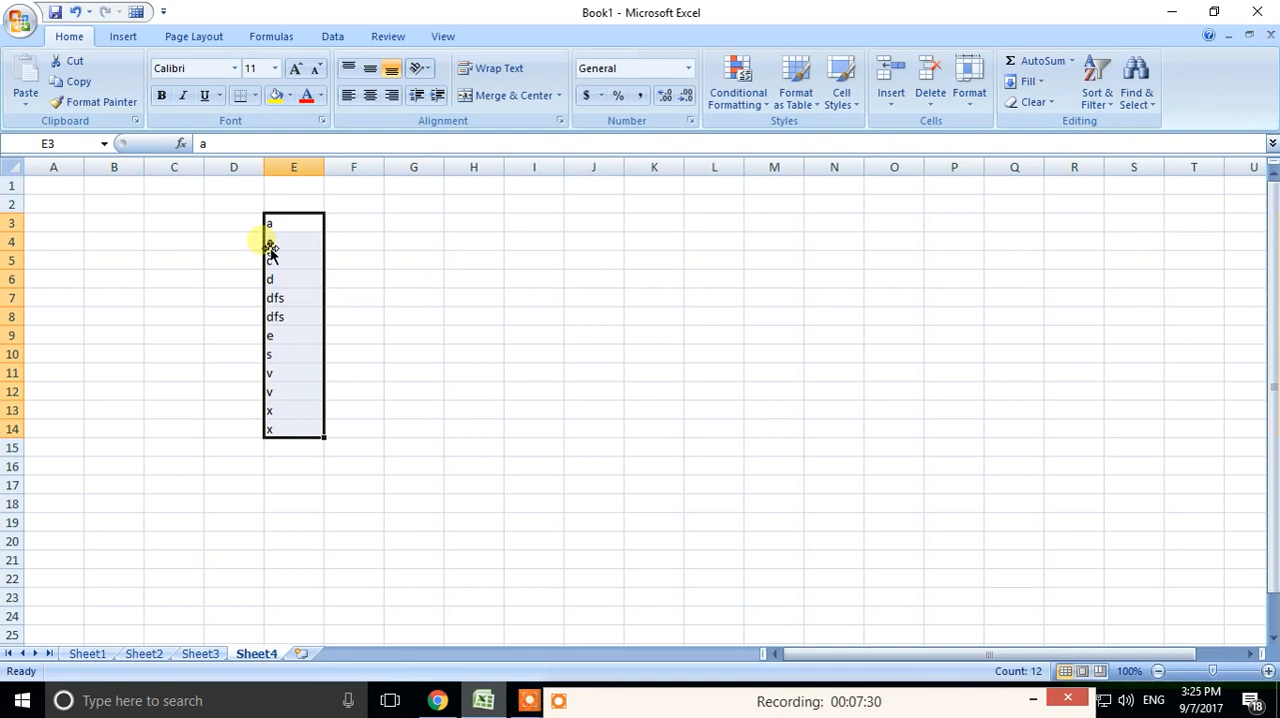 Book1 - Microsoft Excel
Home Insert Page Layout Formulas Data Review View
Paste
Cut
Copy
Format Painter
Clipboard
Calibri 11
B I U
Font
Wrap Text
Merge & Center
Alignment
General
$ % ,
Number
Conditional Formatting
Format as Table
Cell Styles
Styles
Insert
Delete
Format
Cells
Σ AutoSum
Fill
Clear
Sort & Filter
Find & Select
Editing
E3 fx a
A B C D E F G H I J K L M N O P Q R S T U
1
2
3 a
4
5 c
6 d
7 dfs
8 dfs
9 e
10 s
11 v
12 v
13 x
14 x
15
16
17
18
19
20
21
22
23
24
25
Sheet1 Sheet2 Sheet3 Sheet4
Ready Count: 12 100%
Type here to search
Recording: 00:07:30
ENG
3:25 PM
9/7/2017
18